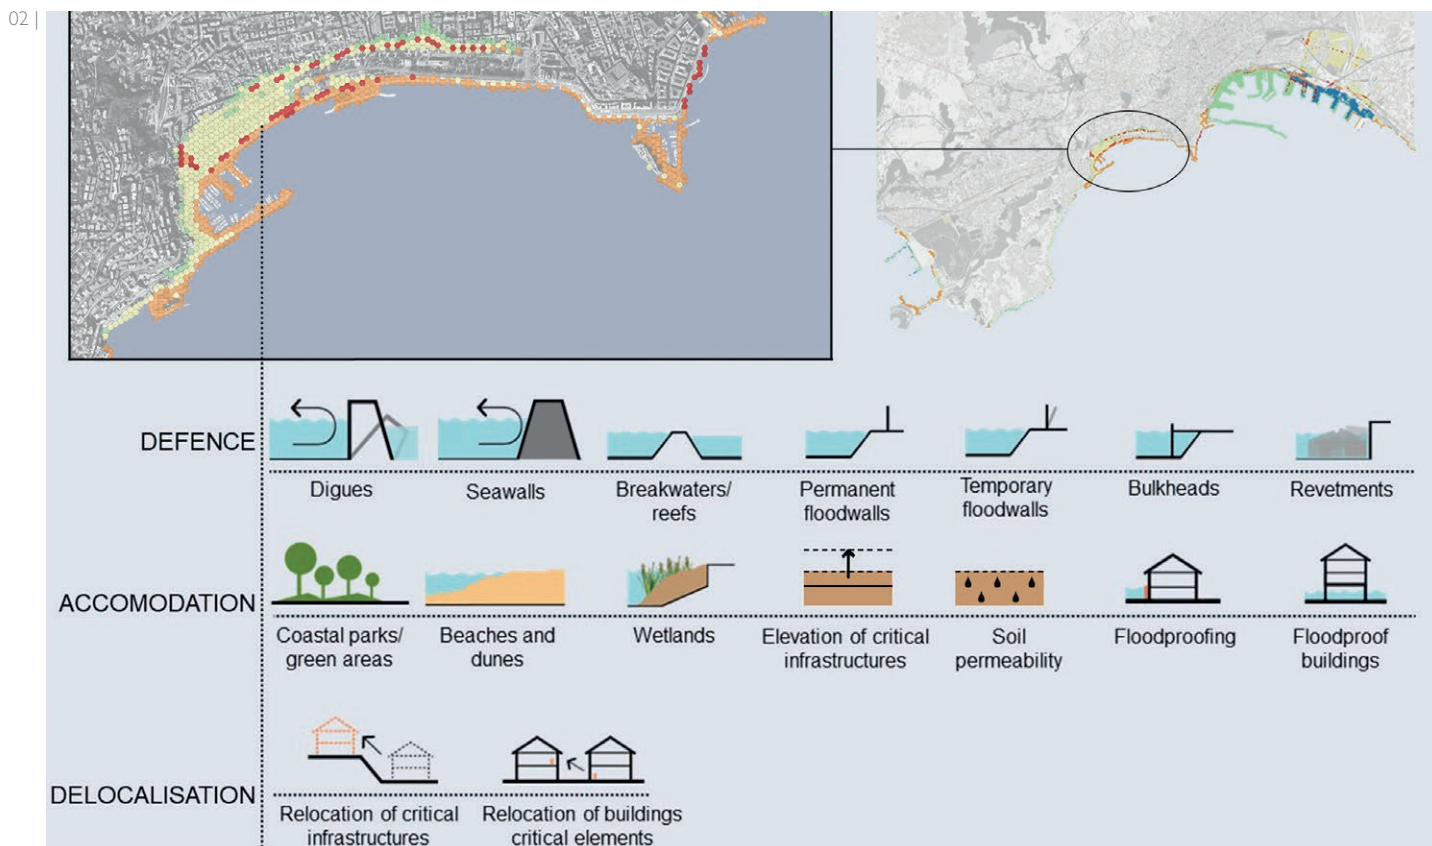 02 |
DEFENCE
Digues
Seawalls
Breakwaters/
reefs
Permanent
floodwalls
Temporary
floodwalls
Bulkheads
Revetments
ACCOMODATION
Coastal parks/
green areas
Beaches and
dunes
Wetlands
Elevation of critical
infrastructures
Soil
permeability
Floodproofing
Floodproof
buildings
DELOCALISATION
Relocation of critical
infrastructures
Relocation of buildings
critical elements